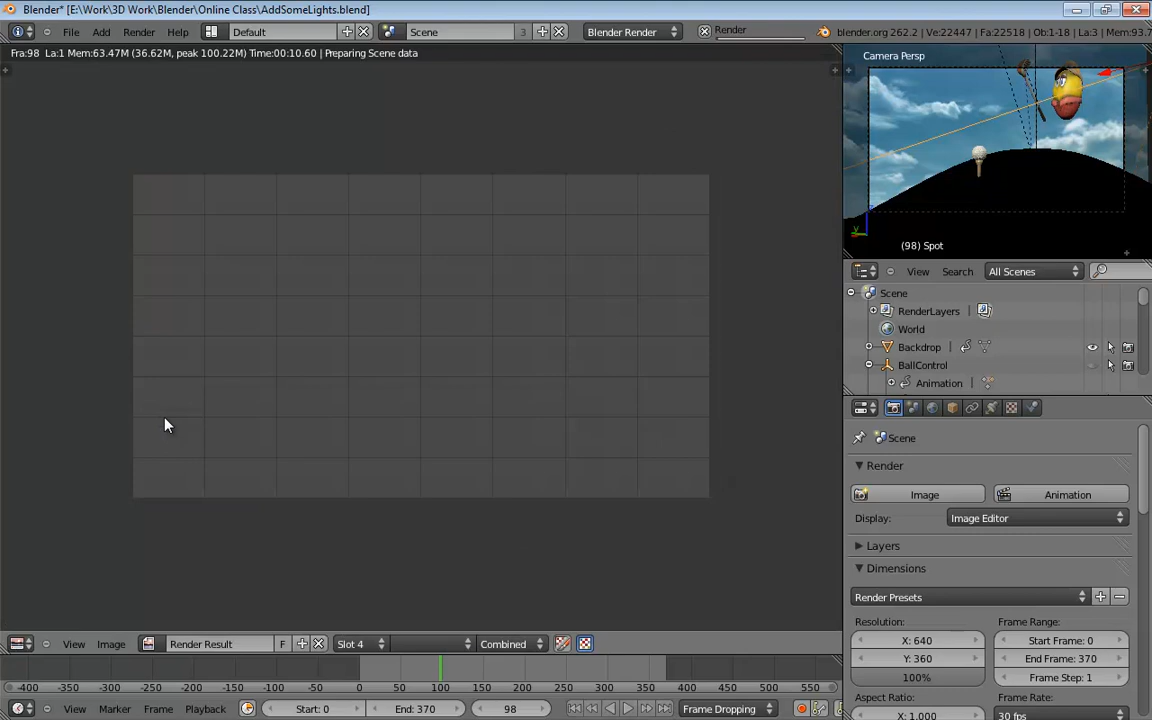 Blender* [E:\Work\3D Work\Blender\Online Class\AddSomeLights.blend]
File Add Render Help Default Scene 3 Blender Render Render blender.org 262.2 | Ve:22447 | Fa:22518 | Ob:1-18 | La:3 | Mem:93.7
Fra:98 La:1 Mem:63.47M (36.62M, peak 100.22M) Time:00:10.60 | Preparing Scene data
Camera Persp
(98) Spot
View Search All Scenes
Scene
RenderLayers |
World
Backdrop |
BallControl
Animation |
Scene
Render
Image Animation
Display: Image Editor
Layers
Dimensions
Render Presets
Resolution: Frame Range:
X: 640 Start Frame: 0
Y: 360 End Frame: 370
100% Frame Step: 1
Aspect Ratio: Frame Rate:
X: 1.000 30 fps
View Image Render Result F Slot 4 Combined
-400 -350 -300 -250 -200 -150 -100 -50 0 50 100 150 200 250 300 350 400 450 500 550
View Marker Frame Playback Start: 0 End: 370 98 Frame Dropping